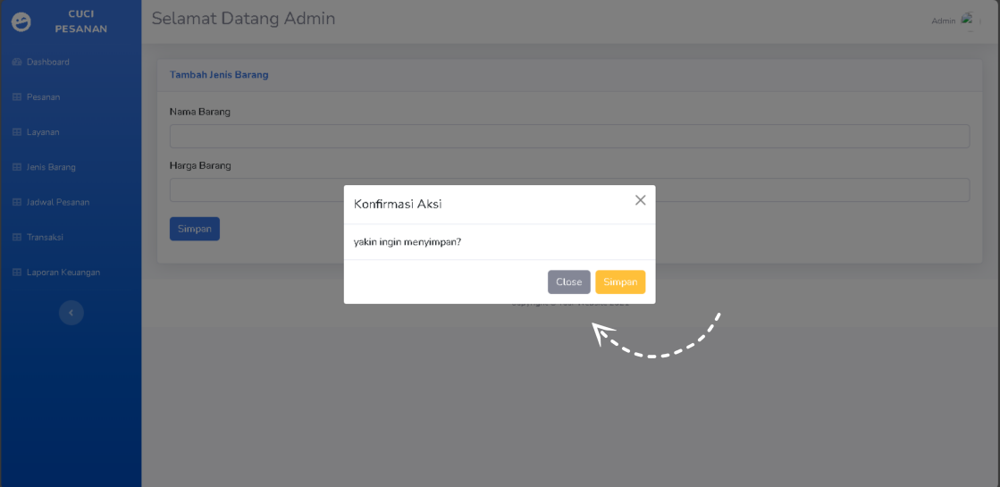 CUCI
PESANAN
Selamat Datang Admin
Admin
Dashboard
Pesanan
Layanan
Jenis Barang
Jadwal Pesanan
Transaksi
Laporan Keuangan
Tambah Jenis Barang
Nama Barang
Harga Barang
Simpan
Konfirmasi Aksi
yakin ingin menyimpan?
Close
Simpan